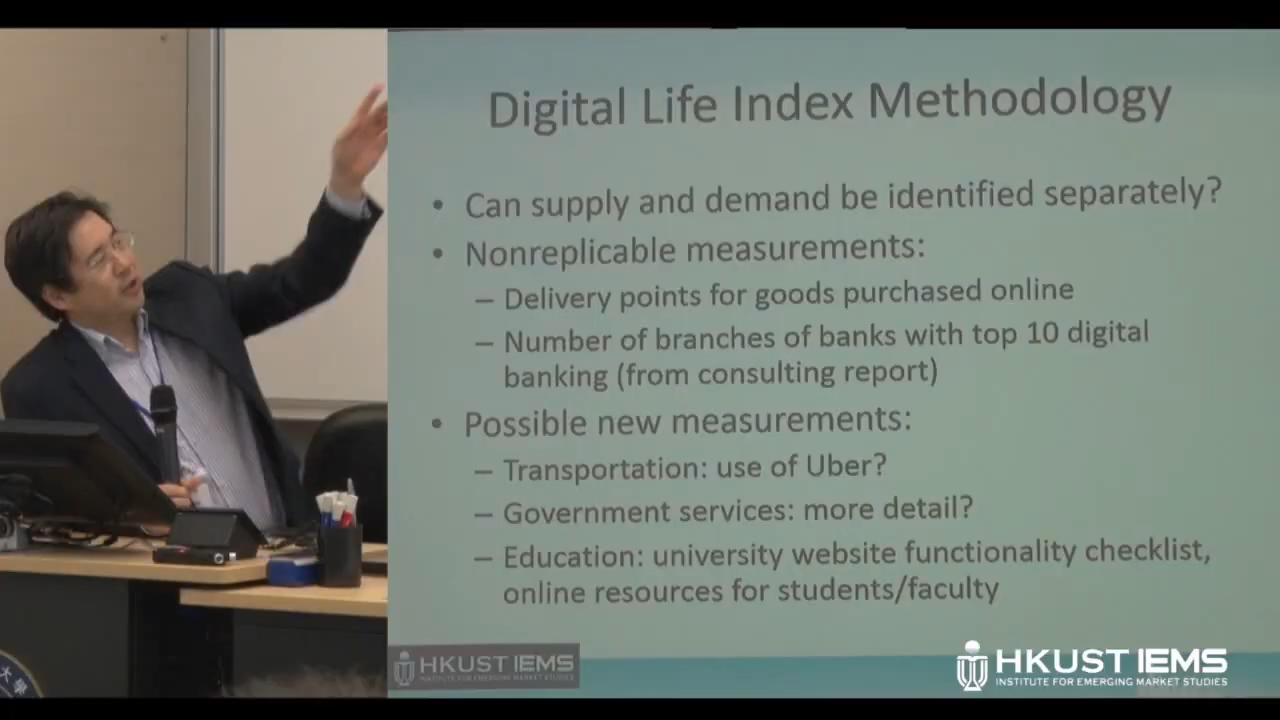 Digital Life Index Methodology
• Can supply and demand be identified separately?
• Nonreplicable measurements:
– Delivery points for goods purchased online
– Number of branches of banks with top 10 digital
banking (from consulting report)
• Possible new measurements:
– Transportation: use of Uber?
– Government services: more detail?
– Education: university website functionality checklist,
online resources for students/faculty
HKUST IEMS
INSTITUTE FOR EMERGING MARKET STUDIES
HKUST IEMS
INSTITUTE FOR EMERGING MARKET STUDIES
大學